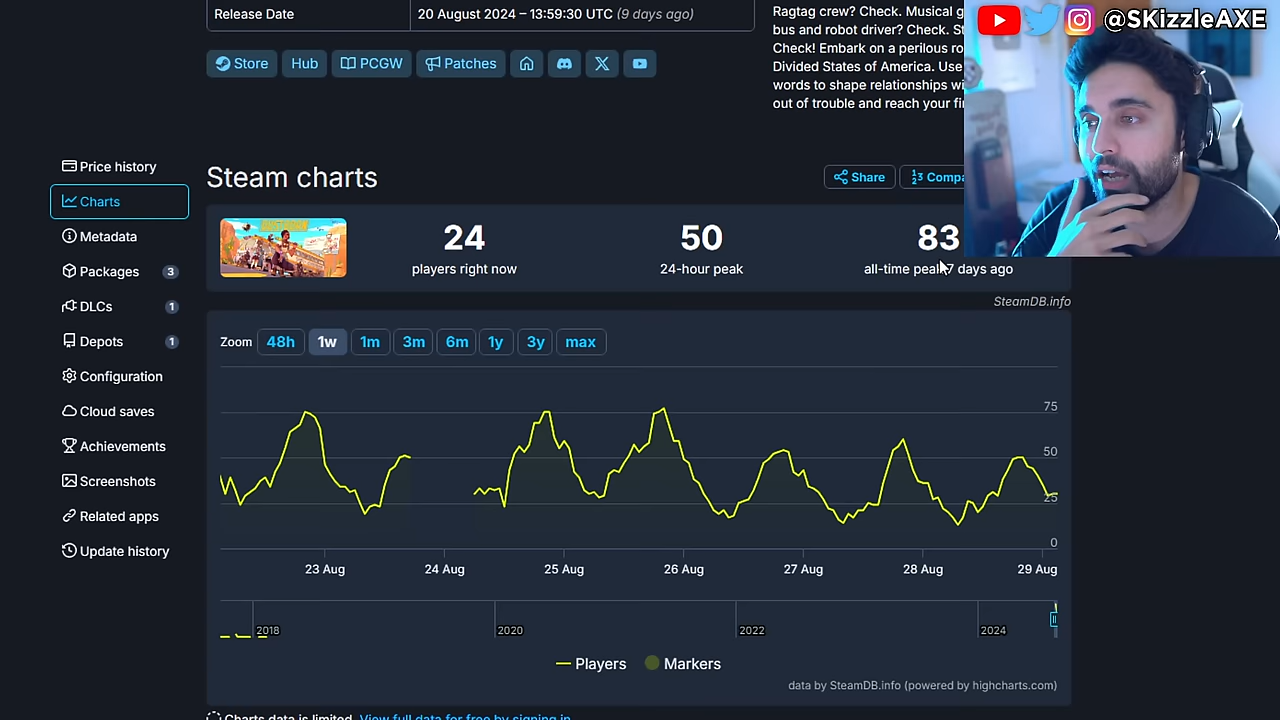 Release Date
20 August 2024 – 13:59:30 UTC (9 days ago)
Ragtag crew? Check. Musical
bus and robot driver? Check.
Check! Embark on a perilous
Divided States of America. Use
words to shape relationships
out of trouble and reach your
@SKizzleAXE
Store
Hub
PCGW
Patches
Price history
Charts
Metadata
Packages 3
DLCs 1
Depots 1
Configuration
Cloud saves
Achievements
Screenshots
Related apps
Update history
Steam charts
Share
24
players right now
50
24-hour peak
83
all-time peak 7 days ago
SteamDB.info
Zoom
48h
1w
1m
3m
6m
1y
3y
max
75
50
25
0
23 Aug
24 Aug
25 Aug
26 Aug
27 Aug
28 Aug
29 Aug
2018
2020
2022
2024
Players
Markers
data by SteamDB.info (powered by highcharts.com)
Charts data is limited. View full data for free by signing in